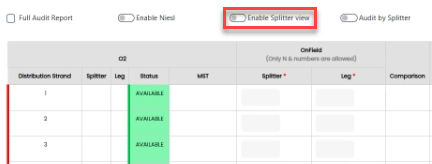 Full Audit Report Enable Niesl Enable Splitter view Audit by Splitter
O2 OnField
(Only N & numbers are allowed)
Distribution Strand Splitter Leg Status MST Splitter * Leg * Comparison
1 AVAILABLE
2 AVAILABLE
3 AVAILABLE